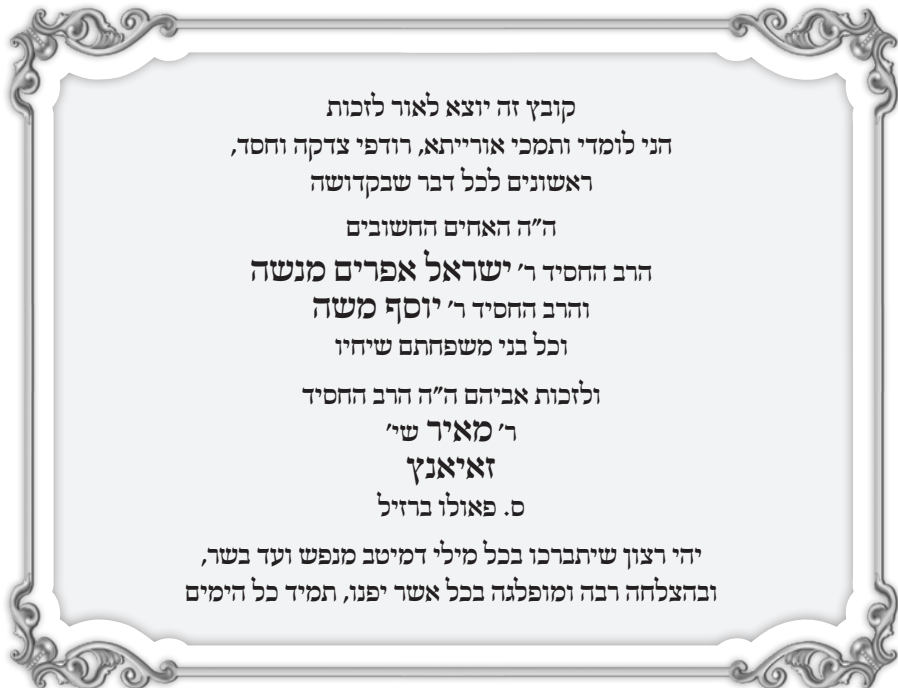 קובץ זה יוצא לאור לזכות
הני לומדי ותמכי אורייתא, רודפי צדקה וחסד,
ראשונים לכל דבר שבקדושה
ה״ה האחים החשובים
הרב החסיד ר׳ ישראל אפרים מנשה
והרב החסיד ר׳ יוסף משה
וכל בני משפחתם שיחיו
ולזכות אביהם ה״ה הרב החסיד
ר׳ מאיר שי׳
זאיאנץ
ס. פאולו ברזיל
יהי רצון שיתברכו בכל מילי דמיטב מנפש ועד בשר,
ובהצלחה רבה ומופלגה בכל אשר יפנו, תמיד כל הימים